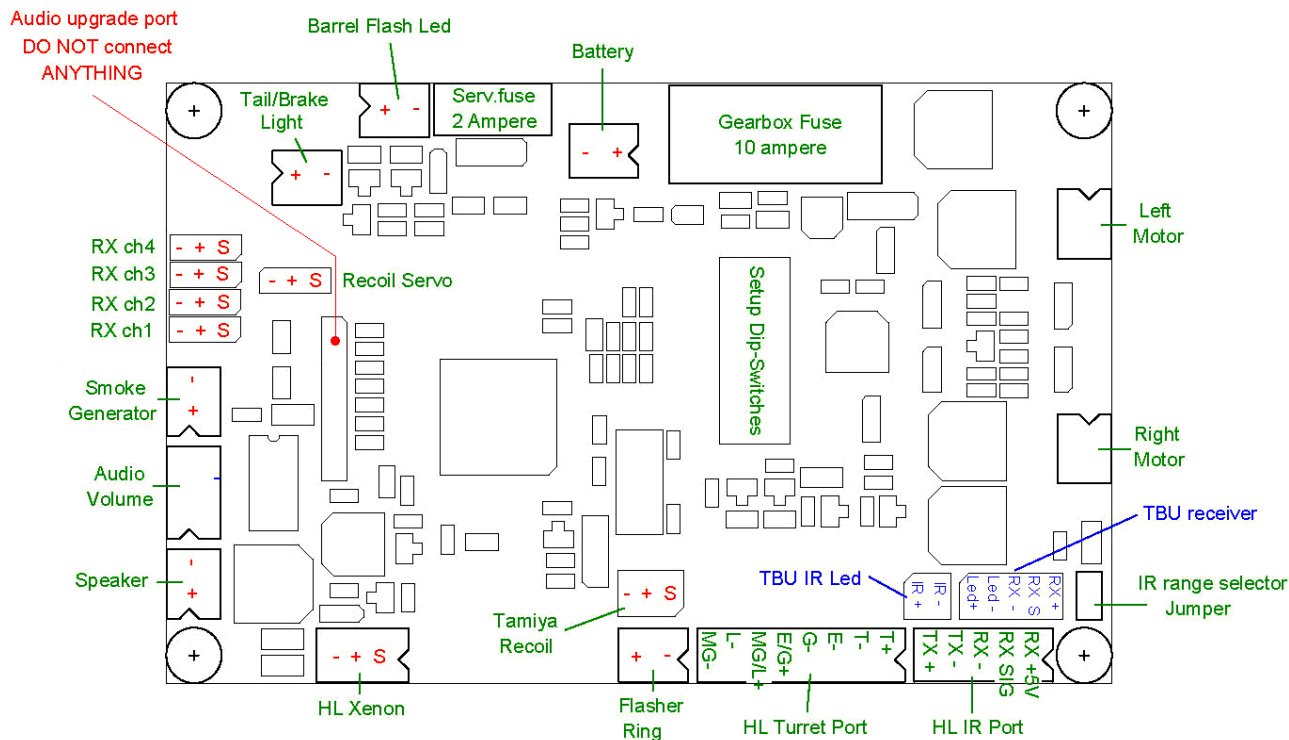 Audio upgrade port
DO NOT connect
ANYTHING
Barrel Flash Led
+ -
Serv.fuse
2 Ampere
Battery
- +
Gearbox Fuse
10 ampere
Tail/Brake
Light
+ -
Left
Motor
RX ch4
- + S
RX ch3
- + S
RX ch2
- + S
RX ch1
- + S
- + S
Recoil Servo
Setup Dip-Switches
Smoke
Generator
-
+
Audio
Volume
Right
Motor
TBU receiver
Speaker
-
+
TBU IR Led
IR +
IR -
Led+
Led -
RX -
RX S
RX +
IR range selector
Jumper
Tamiya
Recoil
- + S
- + S
HL Xenon
+ -
Flasher
Ring
MG-
L-
MG/L+
E/G+
G-
E-
T-
T+
HL Turret Port
TX +
TX -
RX -
RX SIG
RX +5V
HL IR Port